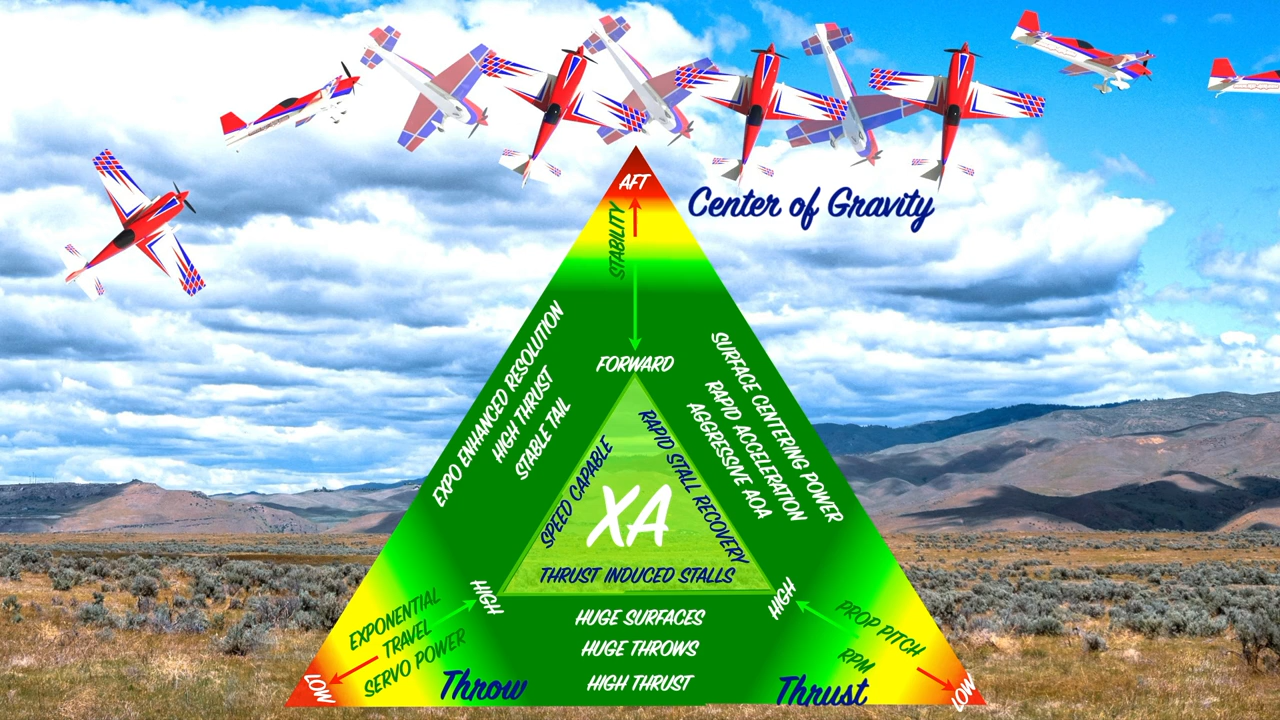 AFT
Center of Gravity
STABILITY
FORWARD
EXPO ENHANCED RESOLUTION
HIGH THRUST
STABLE TAIL
SURFACE CENTERING POWER
RAPID ACCELERATION
AGGRESSIVE AOA
SPEED CAPABLE
RAPID STALL RECOVERY
XA
THRUST INDUCED STALLS
HIGH
HIGH
EXPONENTIAL
TRAVEL
SERVO POWER
LOW
Throw
HUGE SURFACES
HUGE THROWS
HIGH THRUST
PROP PITCH
RPM
LOW
Thrust